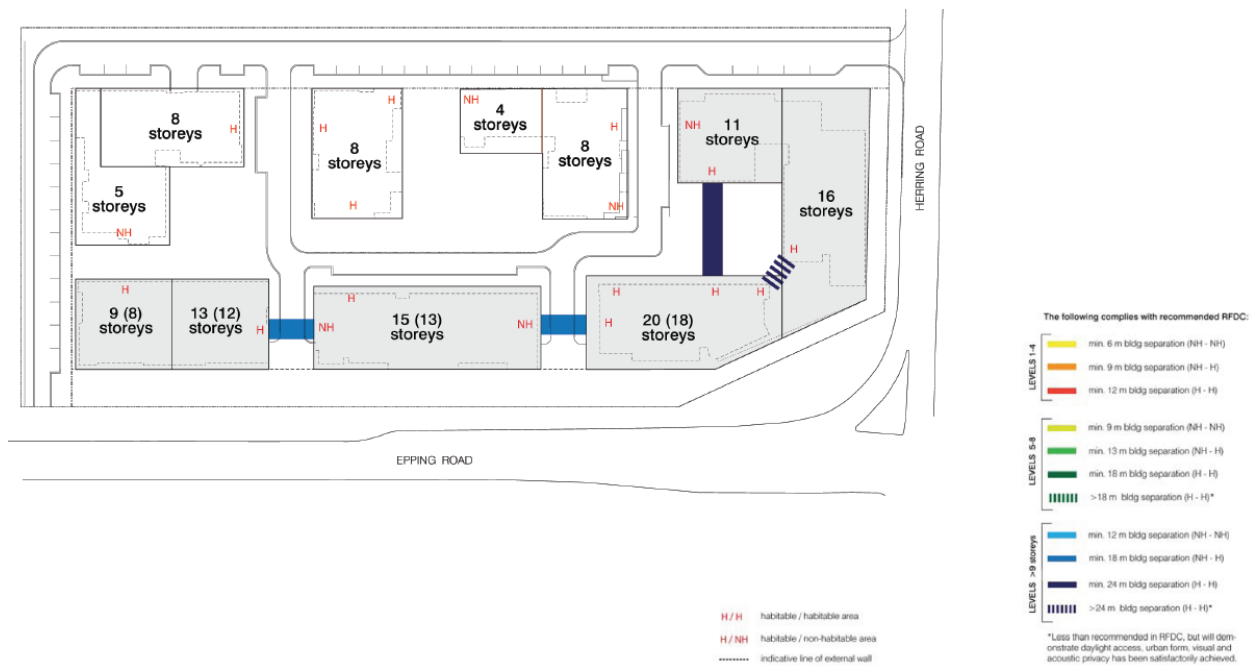 8
storeys
H
5
storeys
NH
H
H
8
storeys
H
NH
4
storeys
H
8
storeys
NH
NH
11
storeys
H
16
storeys
H
HERRING ROAD
H
9 (8)
storeys
13 (12)
storeys
H
H
NH
15 (13)
storeys
NH
H
H
H
H
20 (18)
storeys
EPPING ROAD
The following complies with recommended RFDC:
LEVELS 1-4
min. 6 m bldg separation (NH - NH)
min. 9 m bldg separation (NH - H)
min. 12 m bldg separation (H - H)
LEVELS 5-8
min. 9 m bldg separation (NH - NH)
min. 13 m bldg separation (NH - H)
min. 18 m bldg separation (H - H)
>18 m bldg separation (H - H)*
LEVELS >9 storeys
min. 12 m bldg separation (NH - NH)
min. 18 m bldg separation (NH - H)
min. 24 m bldg separation (H - H)
>24 m bldg separation (H - H)*
*Less than recommended in RFDC, but will dem-
onstrate daylight access, urban form, visual and
acoustic privacy has been satisfactorily achieved.
H / H habitable / habitable area
H / NH habitable / non-habitable area
indicative line of external wall